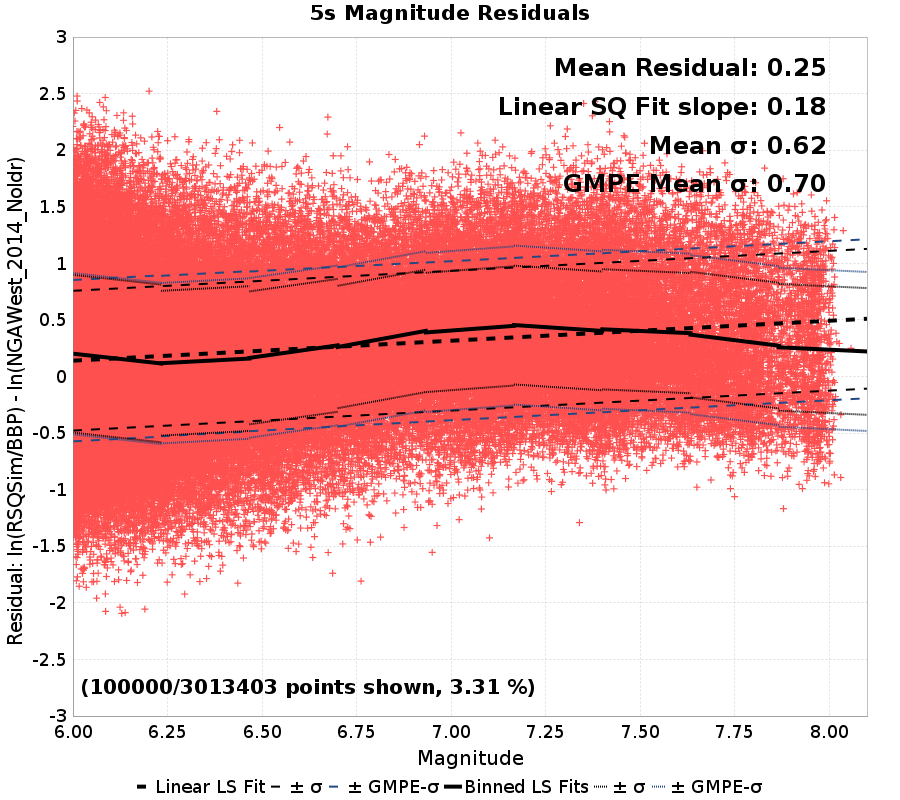 5s Magnitude Residuals
Mean Residual: 0.25
Linear SQ Fit slope: 0.18
Mean σ: 0.62
GMPE Mean σ: 0.70
Residual: ln(RSQSim/BBP) - ln(NGAWest_2014_NoIdr)
3
2.5
2
1.5
1
0.5
0
-0.5
-1
-1.5
-2
-2.5
-3
(100000/3013403 points shown, 3.31 %)
6.00 6.25 6.50 6.75 7.00 7.25 7.50 7.75 8.00
Magnitude
Linear LS Fit ± σ ± GMPE-σ Binned LS Fits ± σ ± GMPE-σ